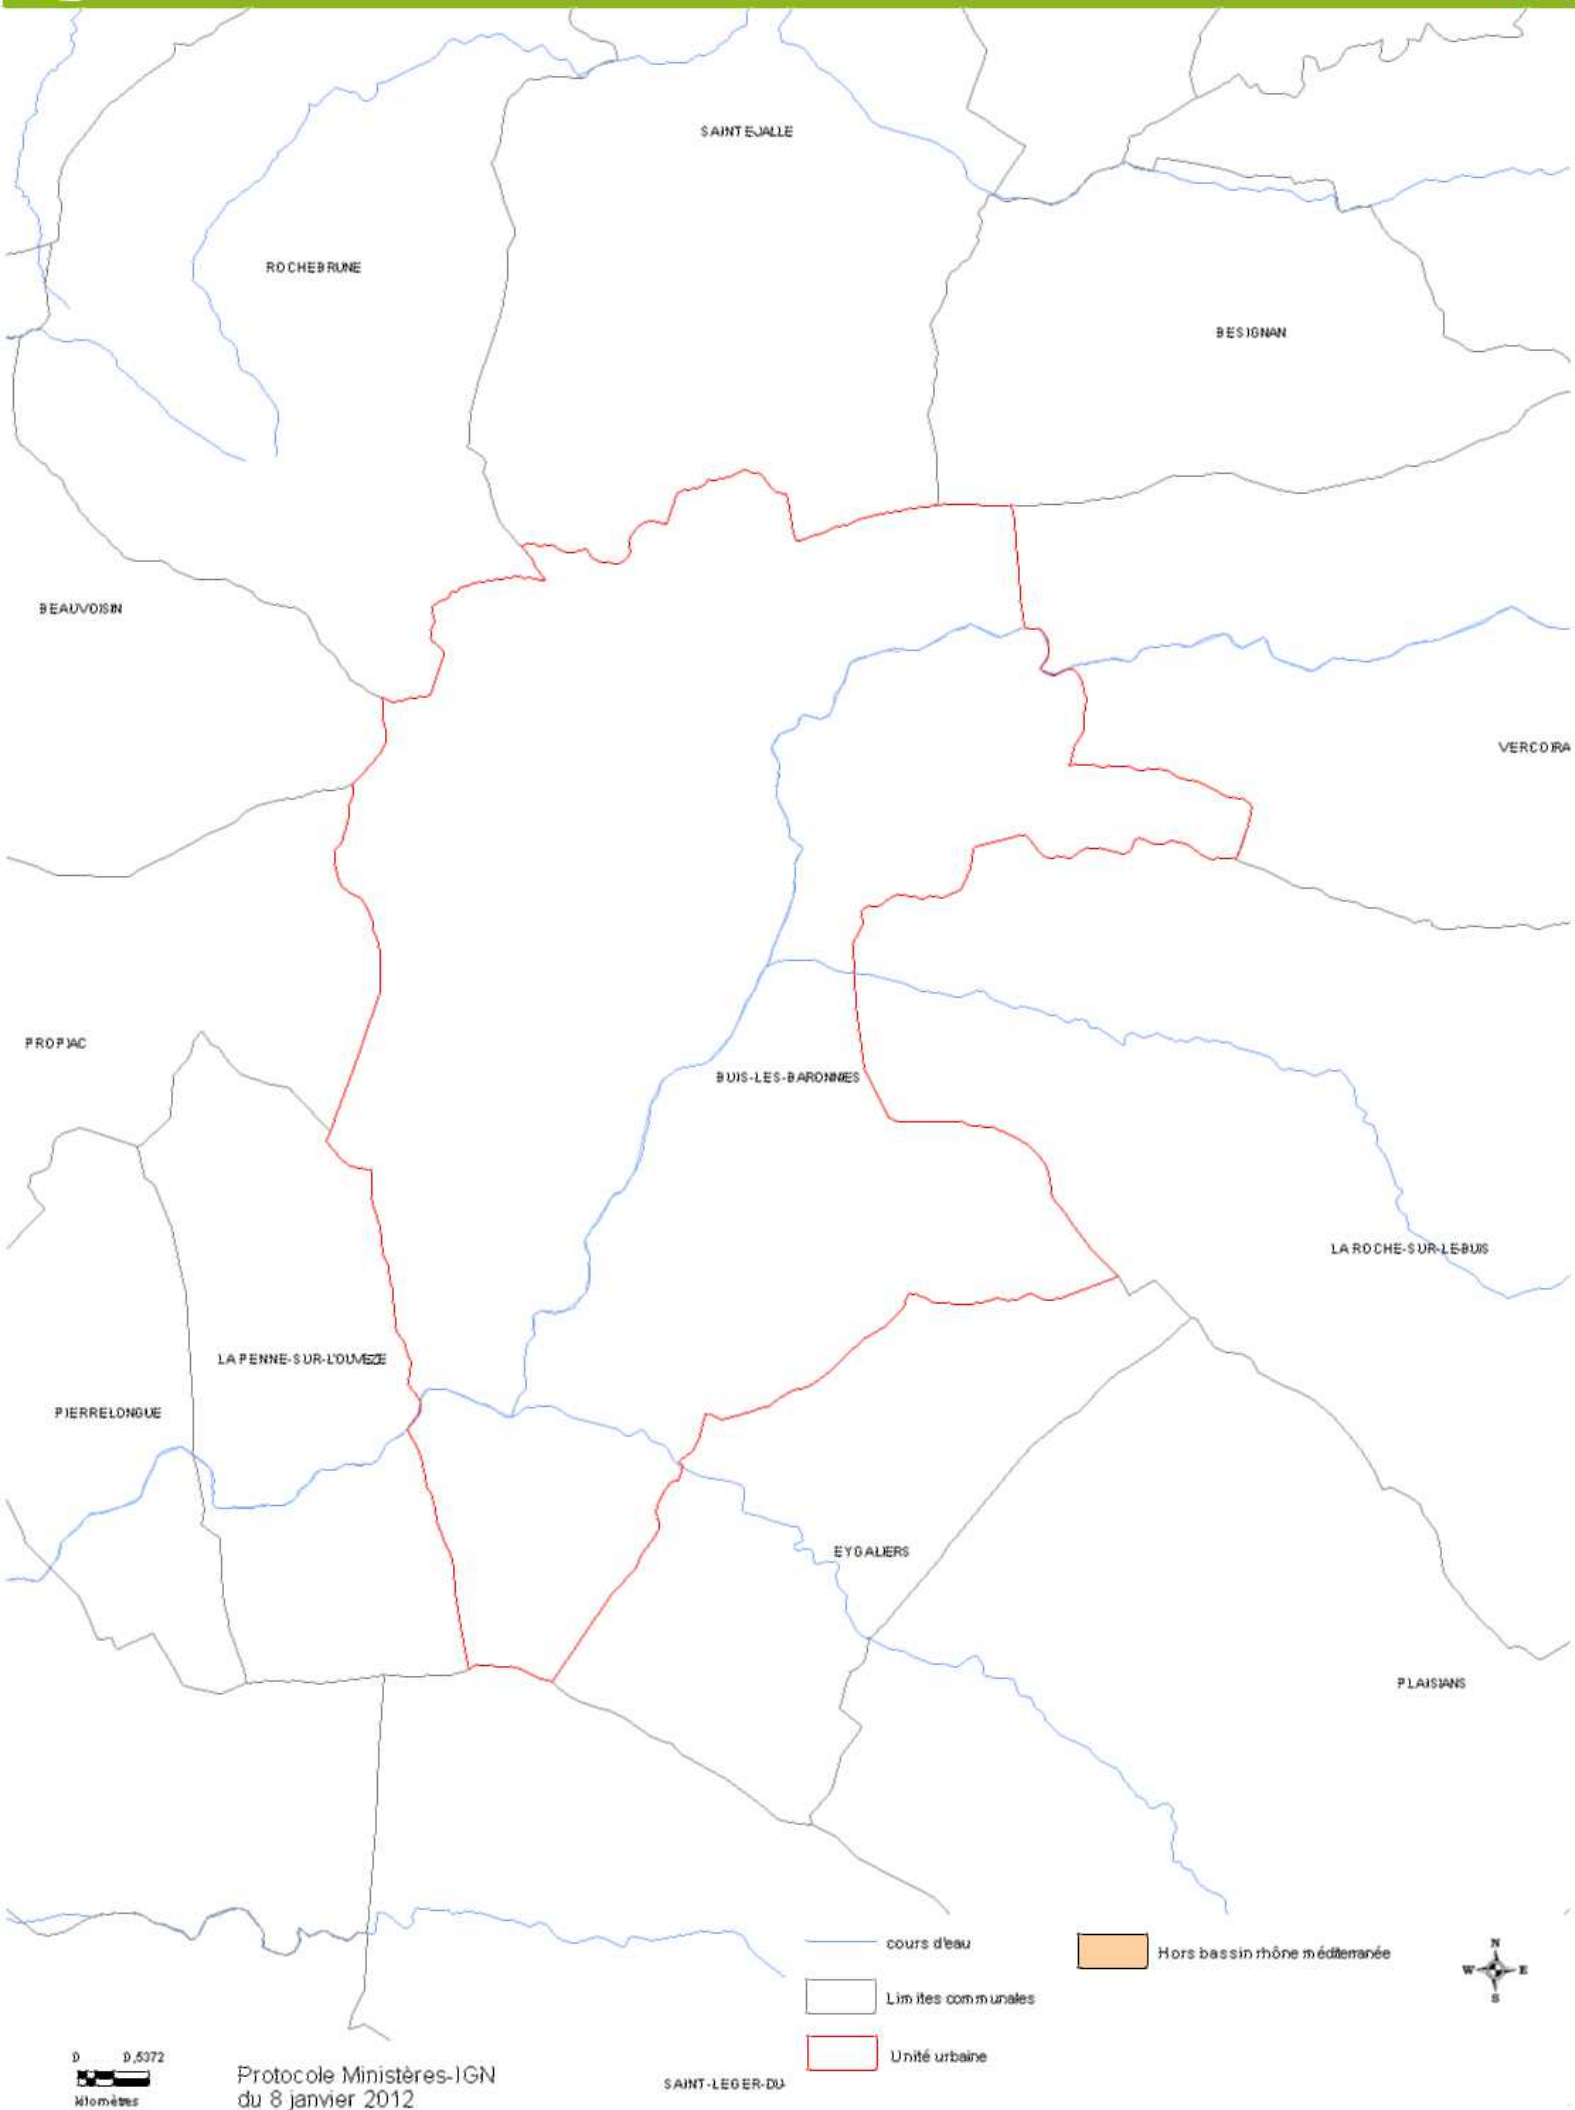 SAINTEJALLE
ROCHEBRUNE
BESIGNAN
BEAUVOISIN
VERCOIRA
PROPIAC
BUIS-LES-BARONNIES
LA ROCHE-SUR-LE-BUIS
LA PENNE-SUR-L'OUVEZE
PIERRELONGUE
EYGALIERS
PLAISIANS
cours d'eau
Hors bassin rhône méditerranée
N
W E
S
Limites communales
Unité urbaine
0 0,5372
kilomètres
Protocole Ministères-IGN
du 8 janvier 2012
SAINT-LEGER-DU